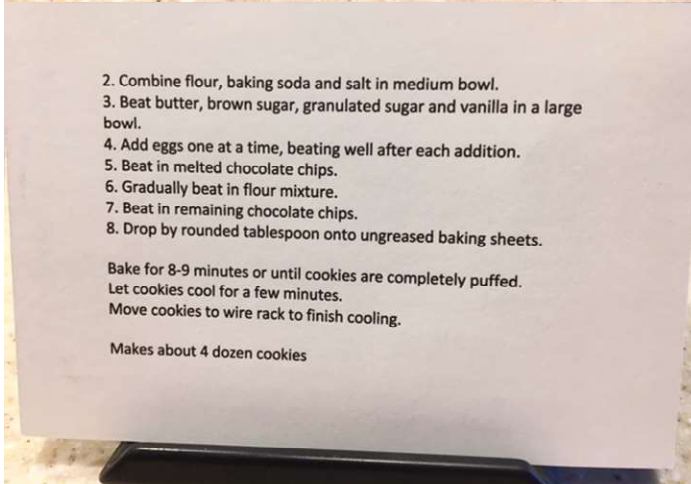 2. Combine flour, baking soda and salt in medium bowl.
3. Beat butter, brown sugar, granulated sugar and vanilla in a large
bowl.
4. Add eggs one at a time, beating well after each addition.
5. Beat in melted chocolate chips.
6. Gradually beat in flour mixture.
7. Beat in remaining chocolate chips.
8. Drop by rounded tablespoon onto ungreased baking sheets.
Bake for 8-9 minutes or until cookies are completely puffed.
Let cookies cool for a few minutes.
Move cookies to wire rack to finish cooling.
Makes about 4 dozen cookies